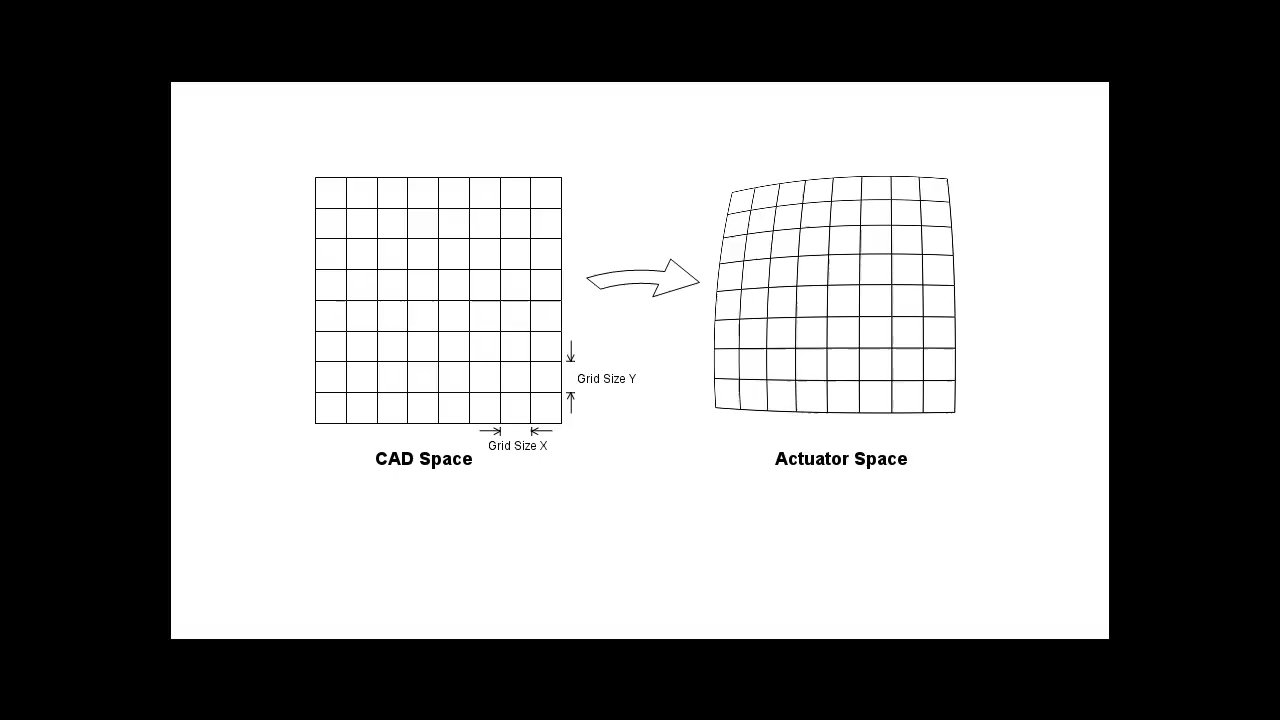 Grid Size Y
Grid Size X
CAD Space
Actuator Space